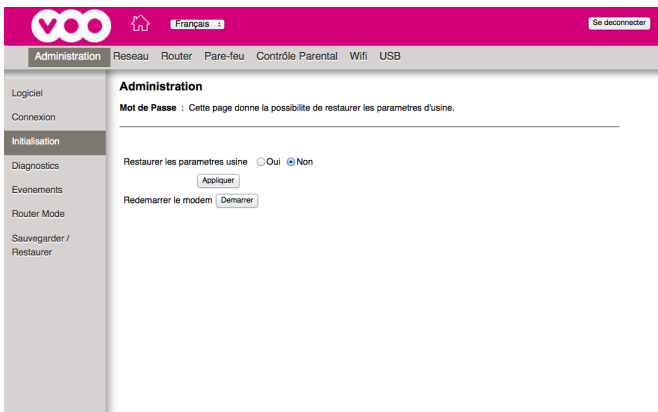 VOO
Français
Se deconnecter
Administration Reseau Router Pare-feu Contrôle Parental Wifi USB
Logiciel
Connexion
Initialisation
Diagnostics
Evenements
Router Mode
Sauvegarder /
Restaurer
Administration
Mot de Passe : Cette page donne la possibilite de restaurer les parametres d'usine.
Restaurer les parametres usine Oui Non
Appliquer
Redemarrer le modem Demarrer